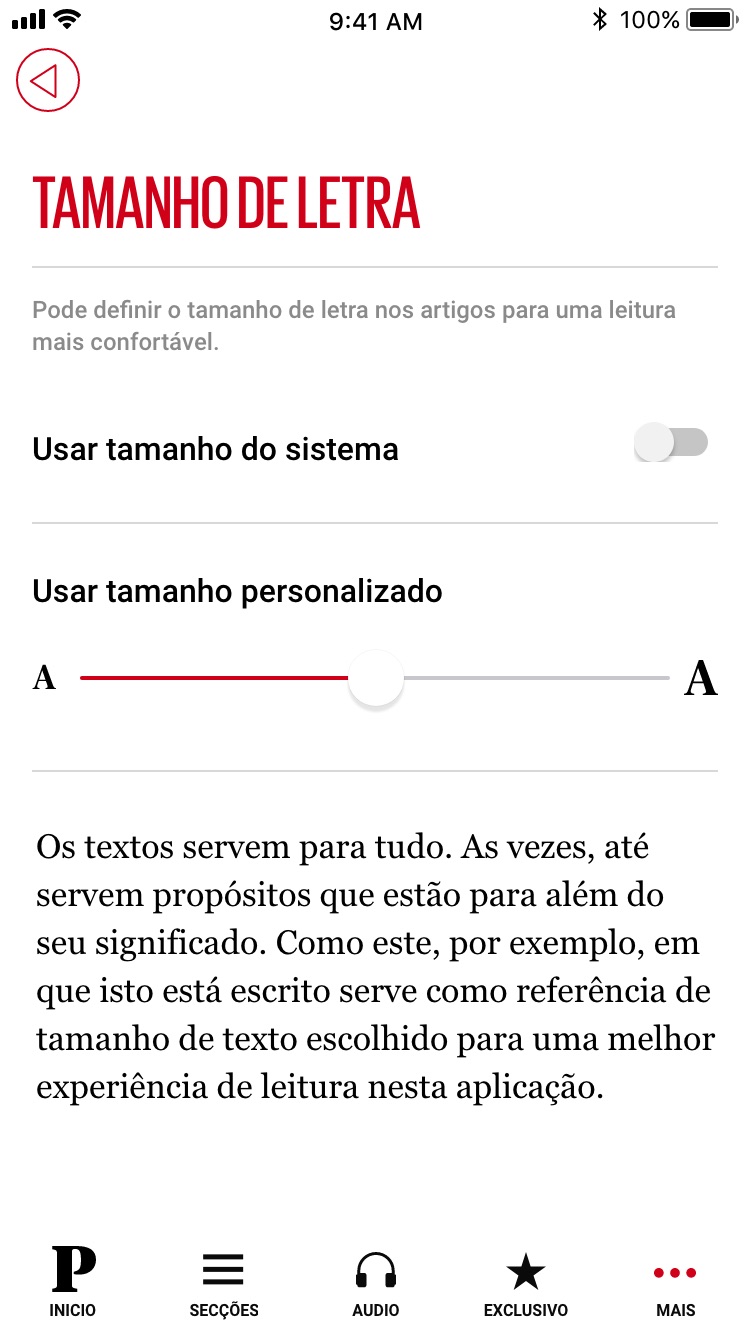 9:41 AM
100%
TAMANHO DE LETRA
Pode definir o tamanho de letra nos artigos para uma leitura
mais confortável.
Usar tamanho do sistema
Usar tamanho personalizado
A
A
Os textos servem para tudo. As vezes, até
servem propósitos que estão para além do
seu significado. Como este, por exemplo, em
que isto está escrito serve como referência de
tamanho de texto escolhido para uma melhor
experiência de leitura nesta aplicação.
P
INICIO
SECÇÕES
AUDIO
EXCLUSIVO
MAIS